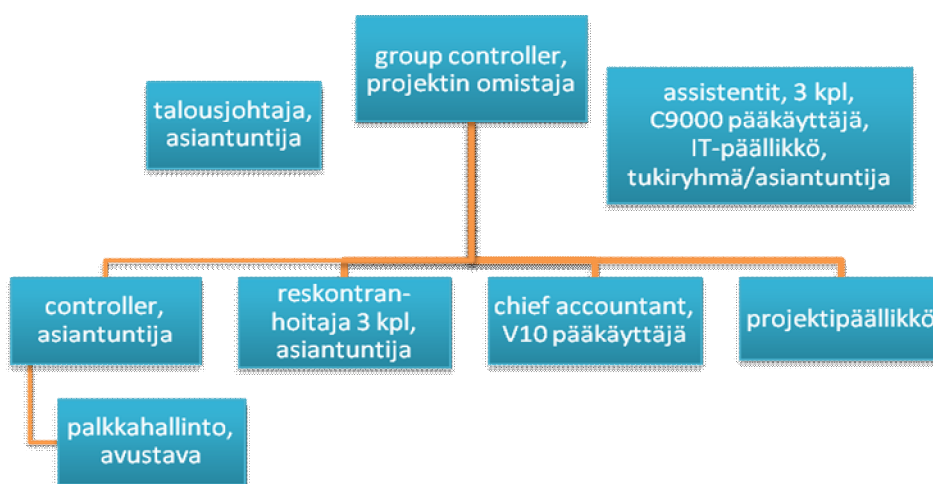 group controller,
projektin omistaja
talousjohtaja,
asiantuntija
assistentit, 3 kpl,
C9000 pääkäyttäjä,
IT-päällikkö,
tukiryhmä/asiantuntija
controller,
asiantuntija
reskontran-
hoitaja 3 kpl,
asiantuntija
chief accountant,
V10 pääkäyttäjä
projektipäällikkö
palkkahallinto,
avustava